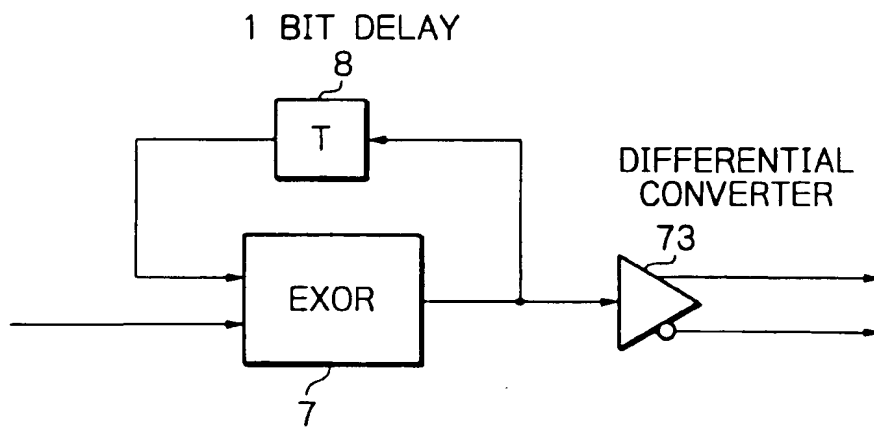 1 BIT DELAY
8
T
DIFFERENTIAL
CONVERTER
73
EXOR
7